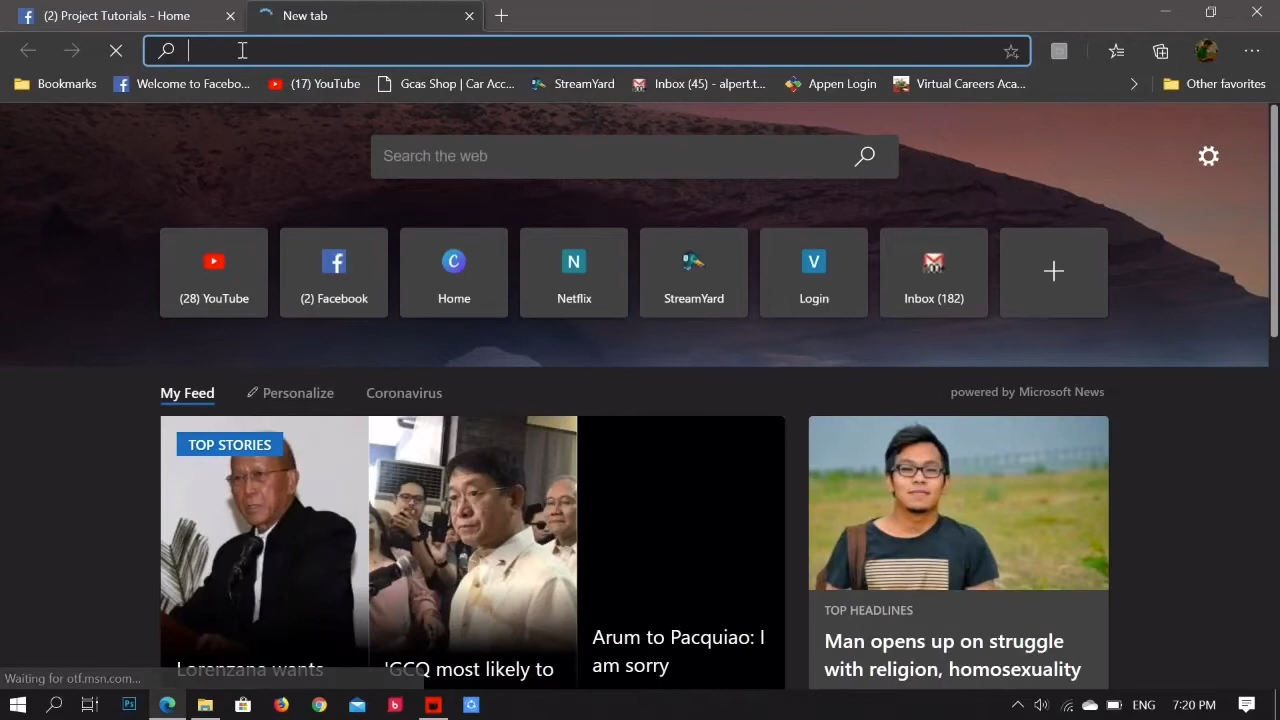 (2) Project Tutorials - Home
New tab
Bookmarks
Welcome to Facebo...
(17) YouTube
Gcas Shop | Car Acc...
StreamYard
Inbox (45) - alpert.t...
Appen Login
Virtual Careers Aca...
Other favorites
Search the web
(28) YouTube
(2) Facebook
C
Home
N
Netflix
StreamYard
V
Login
Inbox (182)
My Feed
Personalize
Coronavirus
powered by Microsoft News
TOP STORIES
Lorenzana wants
'GCQ most likely to
Arum to Pacquiao: I
am sorry
TOP HEADLINES
Man opens up on struggle
with religion, homosexuality
Waiting for otf.msn.com...
Ps
ENG
7:20 PM